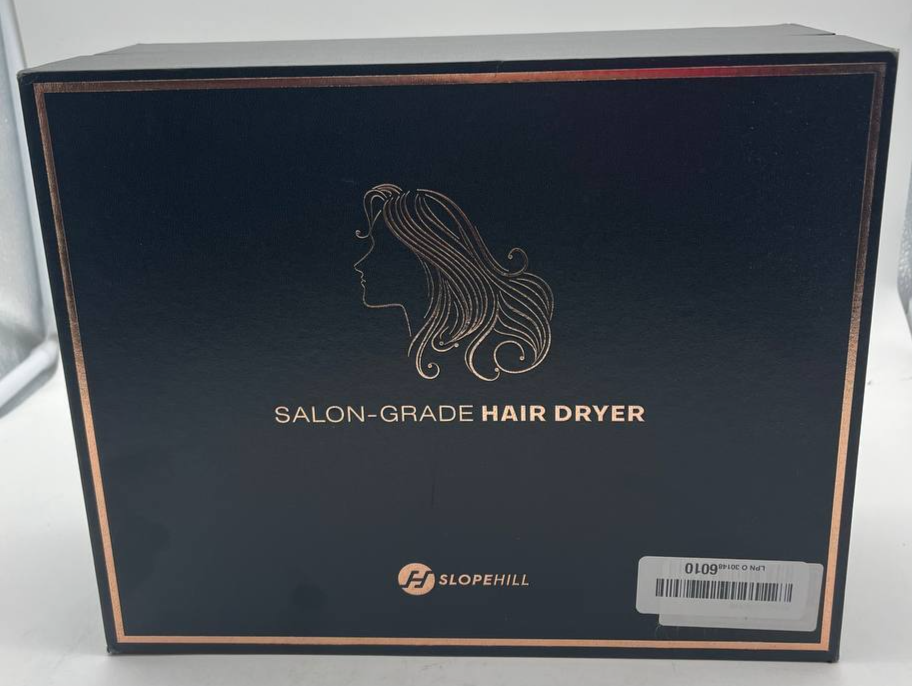 SALON-GRADE HAIR DRYER
SLOPEHILL
LPN O 301486010